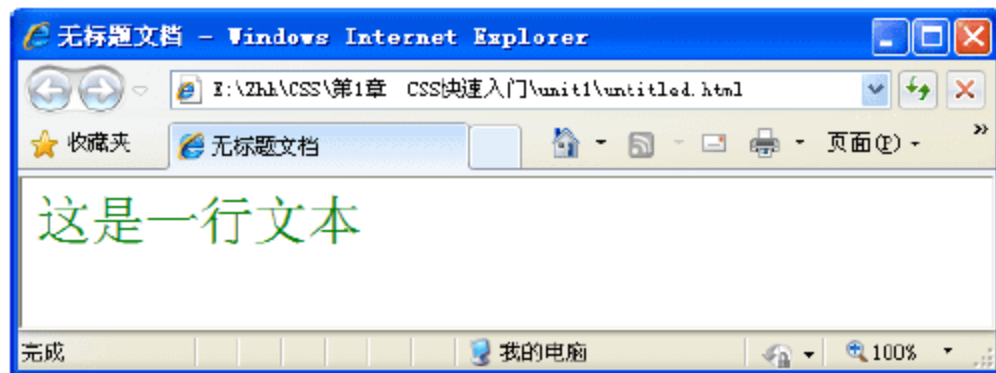 无标题文档 - Windows Internet Explorer
E:\Zhh\CSS\第1章 CSS快速入门\unit1\untitled.html
收藏夹
无标题文档
页面(P)
这是一行文本
完成
我的电脑
100%